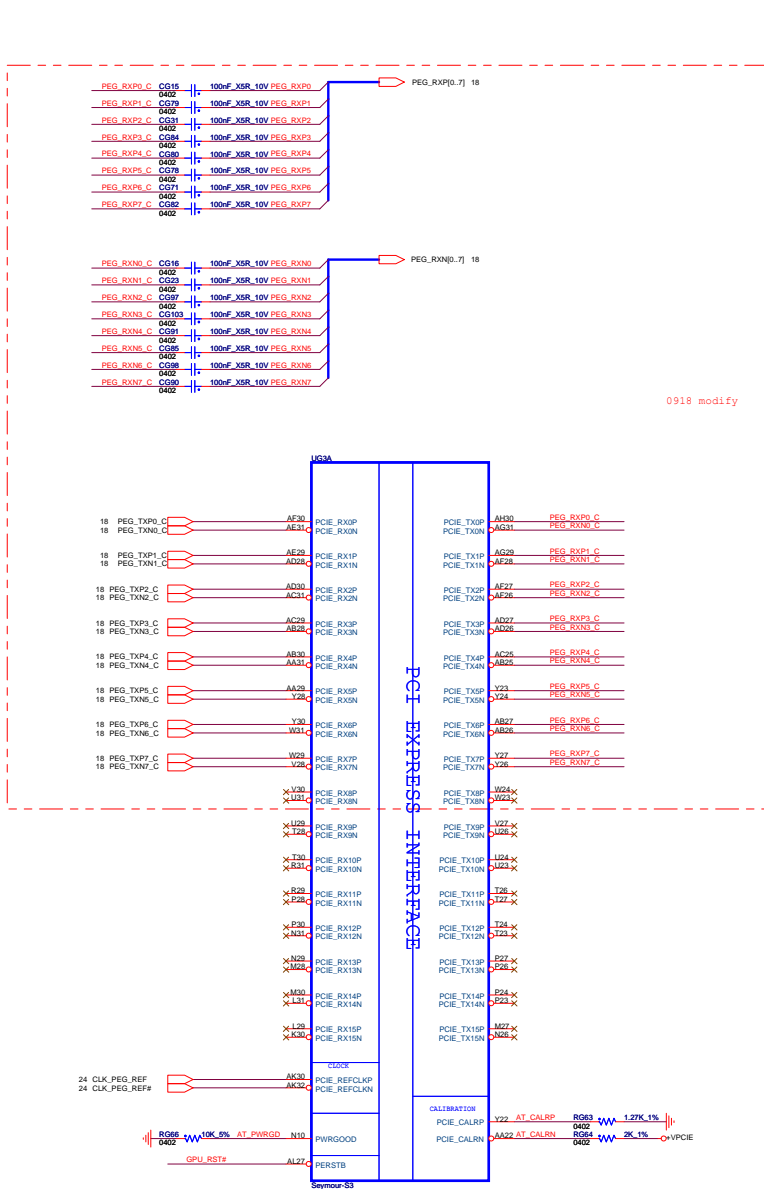 PEG_RXP[0..7] 18
PEG_RXP0_C CG15 100nF_X5R_10V PEG_RXP0
0402
PEG_RXP1_C CG79 100nF_X5R_10V PEG_RXP1
0402
PEG_RXP2_C CG31 100nF_X5R_10V PEG_RXP2
0402
PEG_RXP3_C CG84 100nF_X5R_10V PEG_RXP3
0402
PEG_RXP4_C CG80 100nF_X5R_10V PEG_RXP4
0402
PEG_RXP5_C CG78 100nF_X5R_10V PEG_RXP5
0402
PEG_RXP6_C CG71 100nF_X5R_10V PEG_RXP6
0402
PEG_RXP7_C CG82 100nF_X5R_10V PEG_RXP7
0402
PEG_RXN[0..7] 18
PEG_RXN0_C CG16 100nF_X5R_10V PEG_RXN0
0402
PEG_RXN1_C CG23 100nF_X5R_10V PEG_RXN1
0402
PEG_RXN2_C CG97 100nF_X5R_10V PEG_RXN2
0402
PEG_RXN3_C CG103 100nF_X5R_10V PEG_RXN3
0402
PEG_RXN4_C CG91 100nF_X5R_10V PEG_RXN4
0402
PEG_RXN5_C CG85 100nF_X5R_10V PEG_RXN5
0402
PEG_RXN6_C CG98 100nF_X5R_10V PEG_RXN6
0402
PEG_RXN7_C CG90 100nF_X5R_10V PEG_RXN7
0402
0918 modify
UG3A
18 PEG_TXP0_C AF30 PCIE_RX0P PCIE_TX0P AH30 PEG_RXP0_C
18 PEG_TXN0_C AE31 PCIE_RX0N PCIE_TX0N AG31 PEG_RXN0_C
18 PEG_TXP1_C AE29 PCIE_RX1P PCIE_TX1P AG29 PEG_RXP1_C
18 PEG_TXN1_C AD28 PCIE_RX1N PCIE_TX1N AF28 PEG_RXN1_C
18 PEG_TXP2_C AD30 PCIE_RX2P PCIE_TX2P AF27 PEG_RXP2_C
18 PEG_TXN2_C AC31 PCIE_RX2N PCIE_TX2N AF26 PEG_RXN2_C
18 PEG_TXP3_C AC29 PCIE_RX3P PCIE_TX3P AD27 PEG_RXP3_C
18 PEG_TXN3_C AB28 PCIE_RX3N PCIE_TX3N AD26 PEG_RXN3_C
18 PEG_TXP4_C AB30 PCIE_RX4P PCIE_TX4P AC25 PEG_RXP4_C
18 PEG_TXN4_C AA31 PCIE_RX4N PCIE_TX4N AB25 PEG_RXN4_C
18 PEG_TXP5_C AA29 PCIE_RX5P PCIE_TX5P Y23 PEG_RXP5_C
18 PEG_TXN5_C Y28 PCIE_RX5N PCIE_TX5N Y24 PEG_RXN5_C
18 PEG_TXP6_C Y30 PCIE_RX6P PCIE_TX6P AB27 PEG_RXP6_C
18 PEG_TXN6_C W31 PCIE_RX6N PCIE_TX6N AB26 PEG_RXN6_C
18 PEG_TXP7_C W29 PCIE_RX7P PCIE_TX7P Y27 PEG_RXP7_C
18 PEG_TXN7_C V28 PCIE_RX7N PCIE_TX7N Y26 PEG_RXN7_C
V30 PCIE_RX8P PCIE_TX8P W24
U31 PCIE_RX8N PCIE_TX8N W23
U29 PCIE_RX9P PCIE_TX9P V27
T28 PCIE_RX9N PCIE_TX9N U26
T30 PCIE_RX10P PCIE_TX10P U24
R31 PCIE_RX10N PCIE_TX10N U23
R29 PCIE_RX11P PCIE_TX11P T26
P28 PCIE_RX11N PCIE_TX11N T27
P30 PCIE_RX12P PCIE_TX12P T24
N31 PCIE_RX12N PCIE_TX12N T23
N29 PCIE_RX13P PCIE_TX13P P27
M28 PCIE_RX13N PCIE_TX13N P26
M30 PCIE_RX14P PCIE_TX14P P24
L31 PCIE_RX14N PCIE_TX14N P23
L29 PCIE_RX15P PCIE_TX15P M27
K30 PCIE_RX15N PCIE_TX15N N26
PCI EXPRESS INTERFACE
CLOCK
24 CLK_PEG_REF AK30 PCIE_REFCLKP
24 CLK_PEG_REF# AK32 PCIE_REFCLKN
CALIBRATION
PCIE_CALRP Y22 AT_CALRP RG63 1.27K_1%
0402
RG66 10K_5% AT_PWRGD N10 PWRGOOD PCIE_CALRN AA22 AT_CALRN RG64 2K_1% +VPCIE
0402 0402
GPU_RST# AL27 PERSTB
Seymour-S3